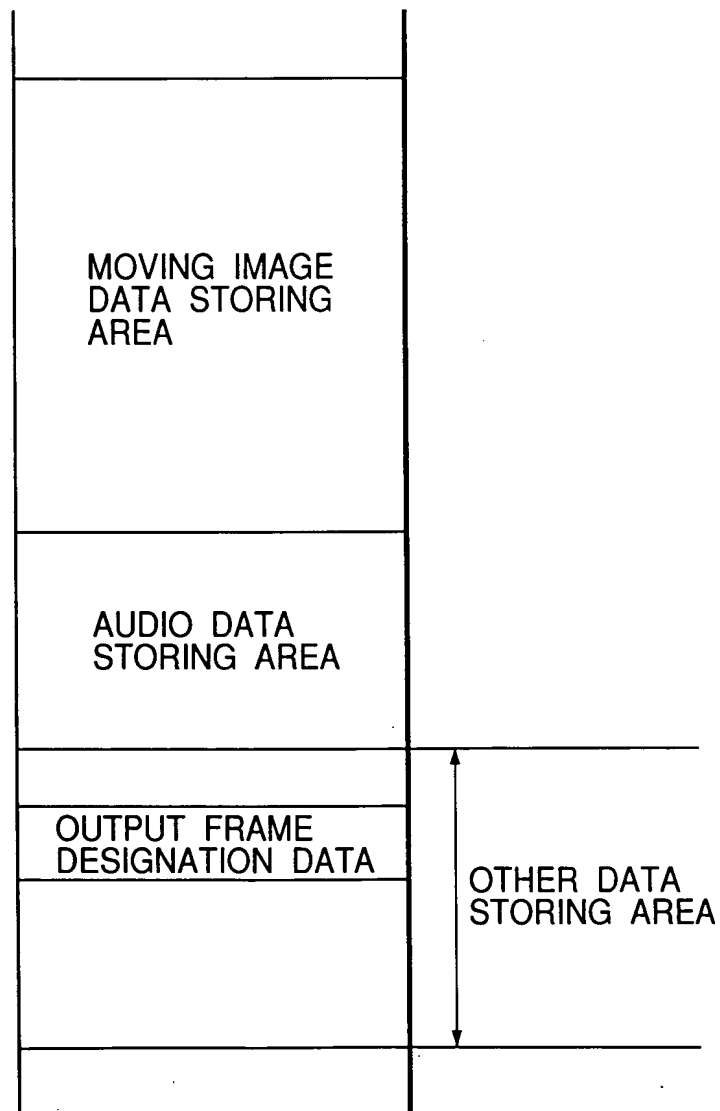 MOVING IMAGE
DATA STORING
AREA
AUDIO DATA
STORING AREA
OUTPUT FRAME
DESIGNATION DATA
OTHER DATA
STORING AREA